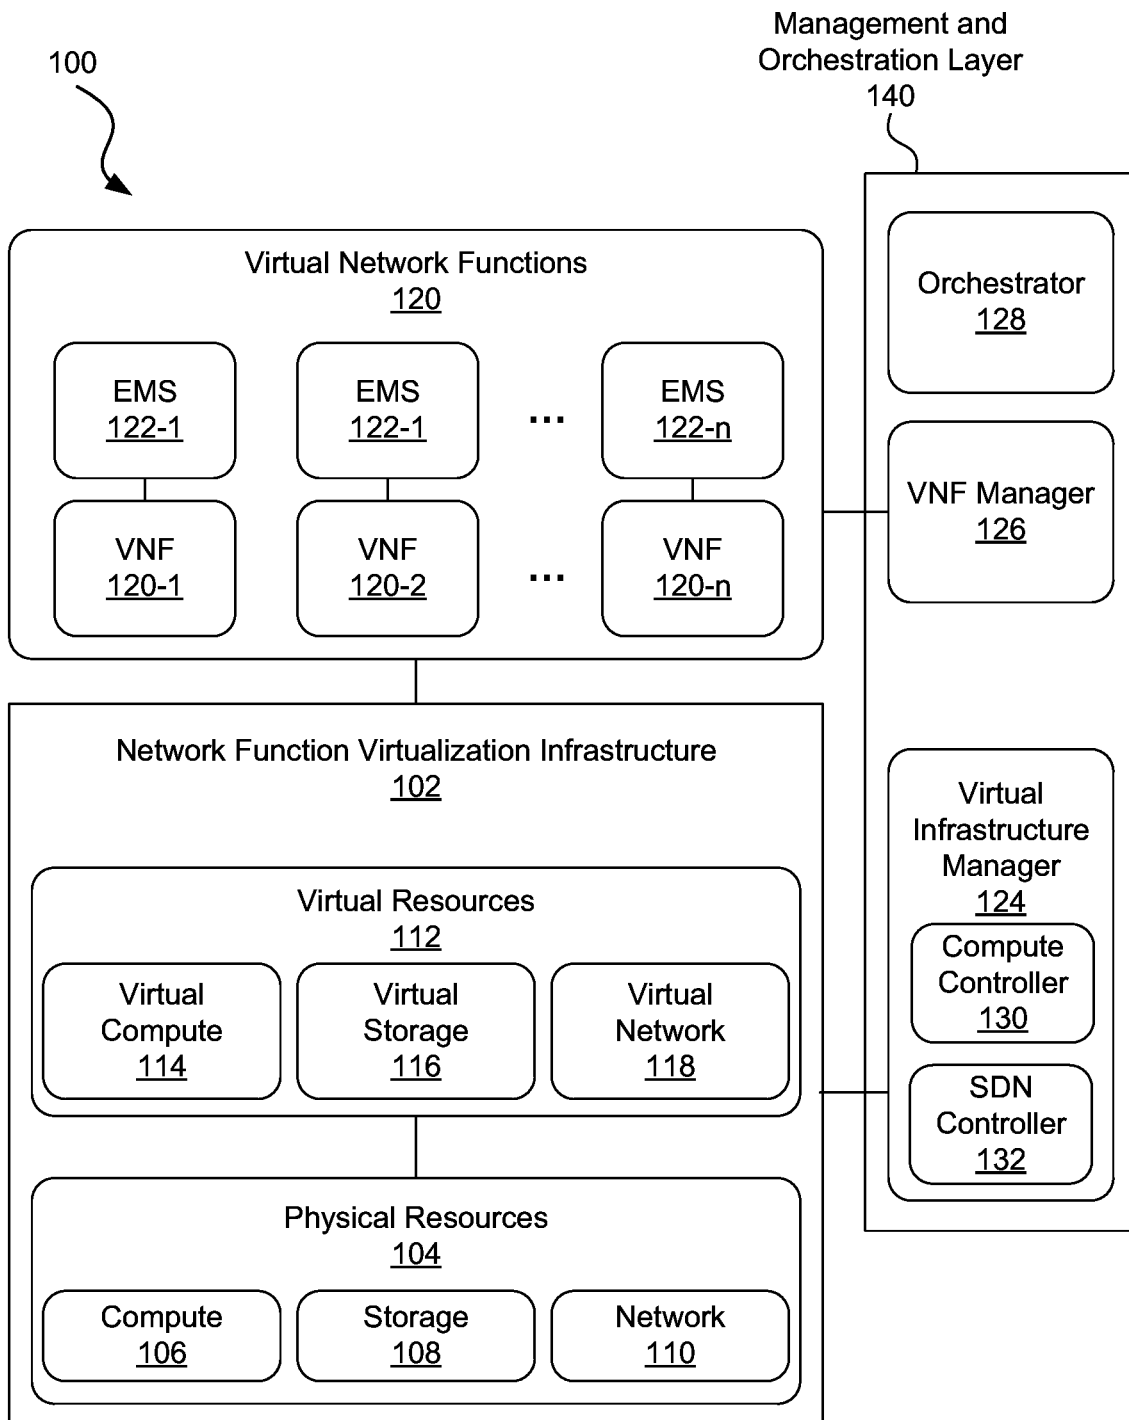 Management and
Orchestration Layer
140
100
Virtual Network Functions
120
EMS
122-1
EMS
122-1
...
EMS
122-n
VNF
120-1
VNF
120-2
...
VNF
120-n
Orchestrator
128
VNF Manager
126
Network Function Virtualization Infrastructure
102
Virtual Resources
112
Virtual
Compute
114
Virtual
Storage
116
Virtual
Network
118
Physical Resources
104
Compute
106
Storage
108
Network
110
Virtual
Infrastructure
Manager
124
Compute
Controller
130
SDN
Controller
132